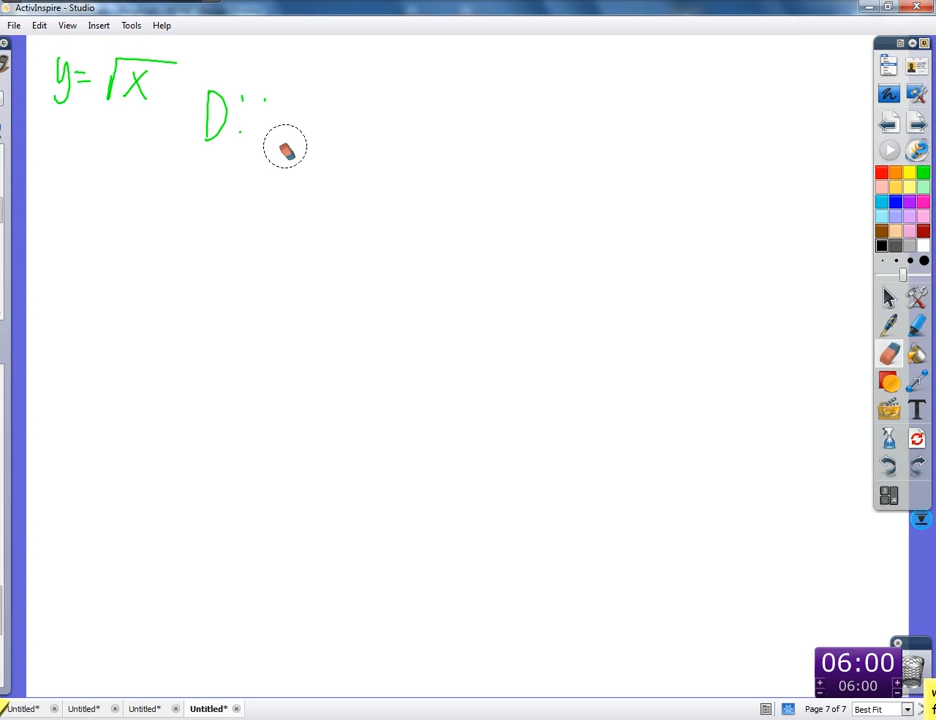 ActivInspire - Studio
File Edit View Insert Tools Help
y= √x
D:
06:00
06:00
Untitled* Untitled* Untitled* Untitled*
Page 7 of 7 Best Fit